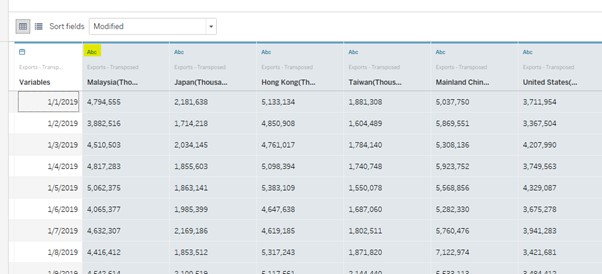 Sort fields Modified
Abc Abc Abc Abc Abc Abc
Exports - Transp... Exports - Transposed Exports - Transposed Exports - Transposed Exports - Transposed Exports - Transposed Exports - Transposed
Variables Malaysia(Tho... Japan(Thousa... Hong Kong(Th... Taiwan(Thous... Mainland Chin... United States(...
1/1/2019 4,794,555 2,181,638 5,133,134 1,881,308 5,037,750 3,711,954
1/2/2019 3,882,516 1,714,218 4,850,908 1,604,489 5,869,551 3,367,504
1/3/2019 4,510,503 2,034,145 4,761,017 1,784,140 5,308,136 4,207,990
1/4/2019 4,817,283 1,855,603 5,098,394 1,740,748 5,923,752 3,749,563
1/5/2019 5,062,375 1,863,141 5,383,109 1,550,078 5,568,856 4,329,087
1/6/2019 4,065,377 1,985,399 4,647,638 1,687,060 5,282,330 3,675,278
1/7/2019 4,632,307 2,169,186 4,619,185 1,802,511 5,760,476 3,941,283
1/8/2019 4,416,412 1,853,512 5,317,243 1,871,820 7,122,974 3,421,681
1/9/2019